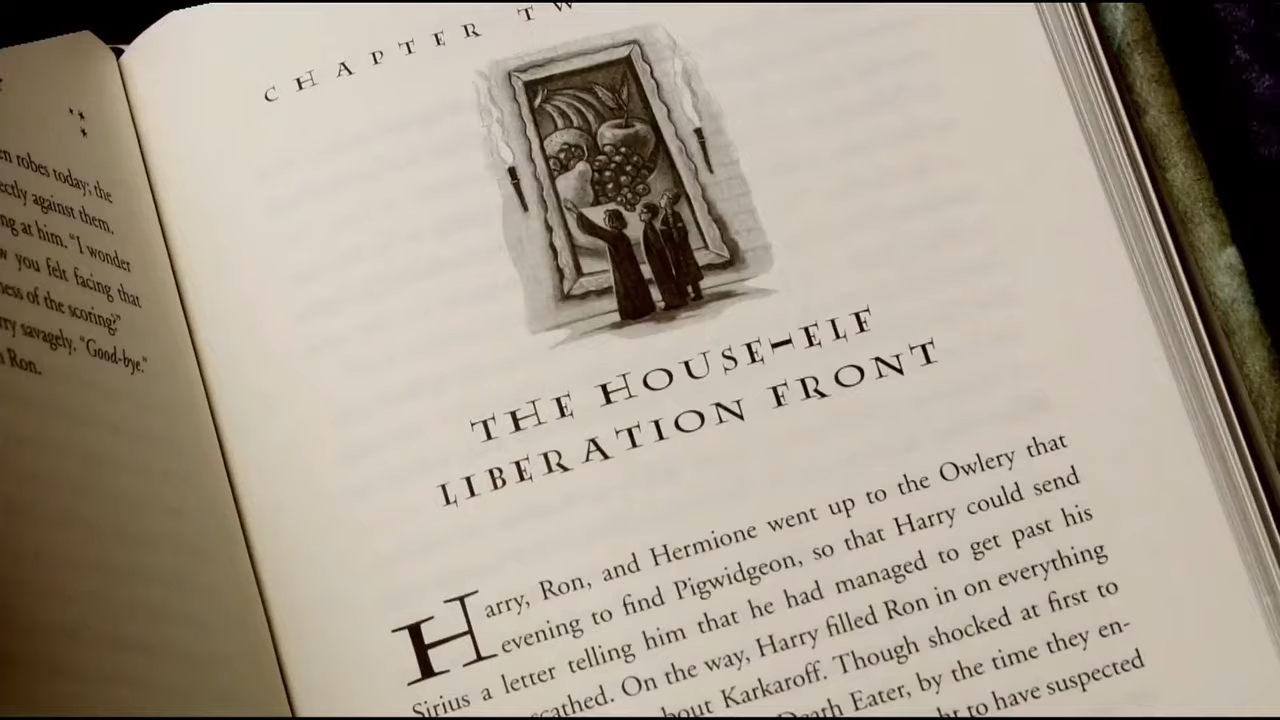 en robes today; the
ectly against them.
ng at him. “I wonder
w you felt facing that
ness of the scoring?”
rry savagely. “Good-bye.”
n Ron.
CHAPTER TW
THE HOUSE-ELF
LIBERATION FRONT
Harry, Ron, and Hermione went up to the Owlery that
evening to find Pigwidgeon, so that Harry could send
Sirius a letter telling him that he had managed to get past his
scathed. On the way, Harry filled Ron in on everything
bout Karkaroff. Though shocked at first to
Death Eater, by the time they en-
ht to have suspected